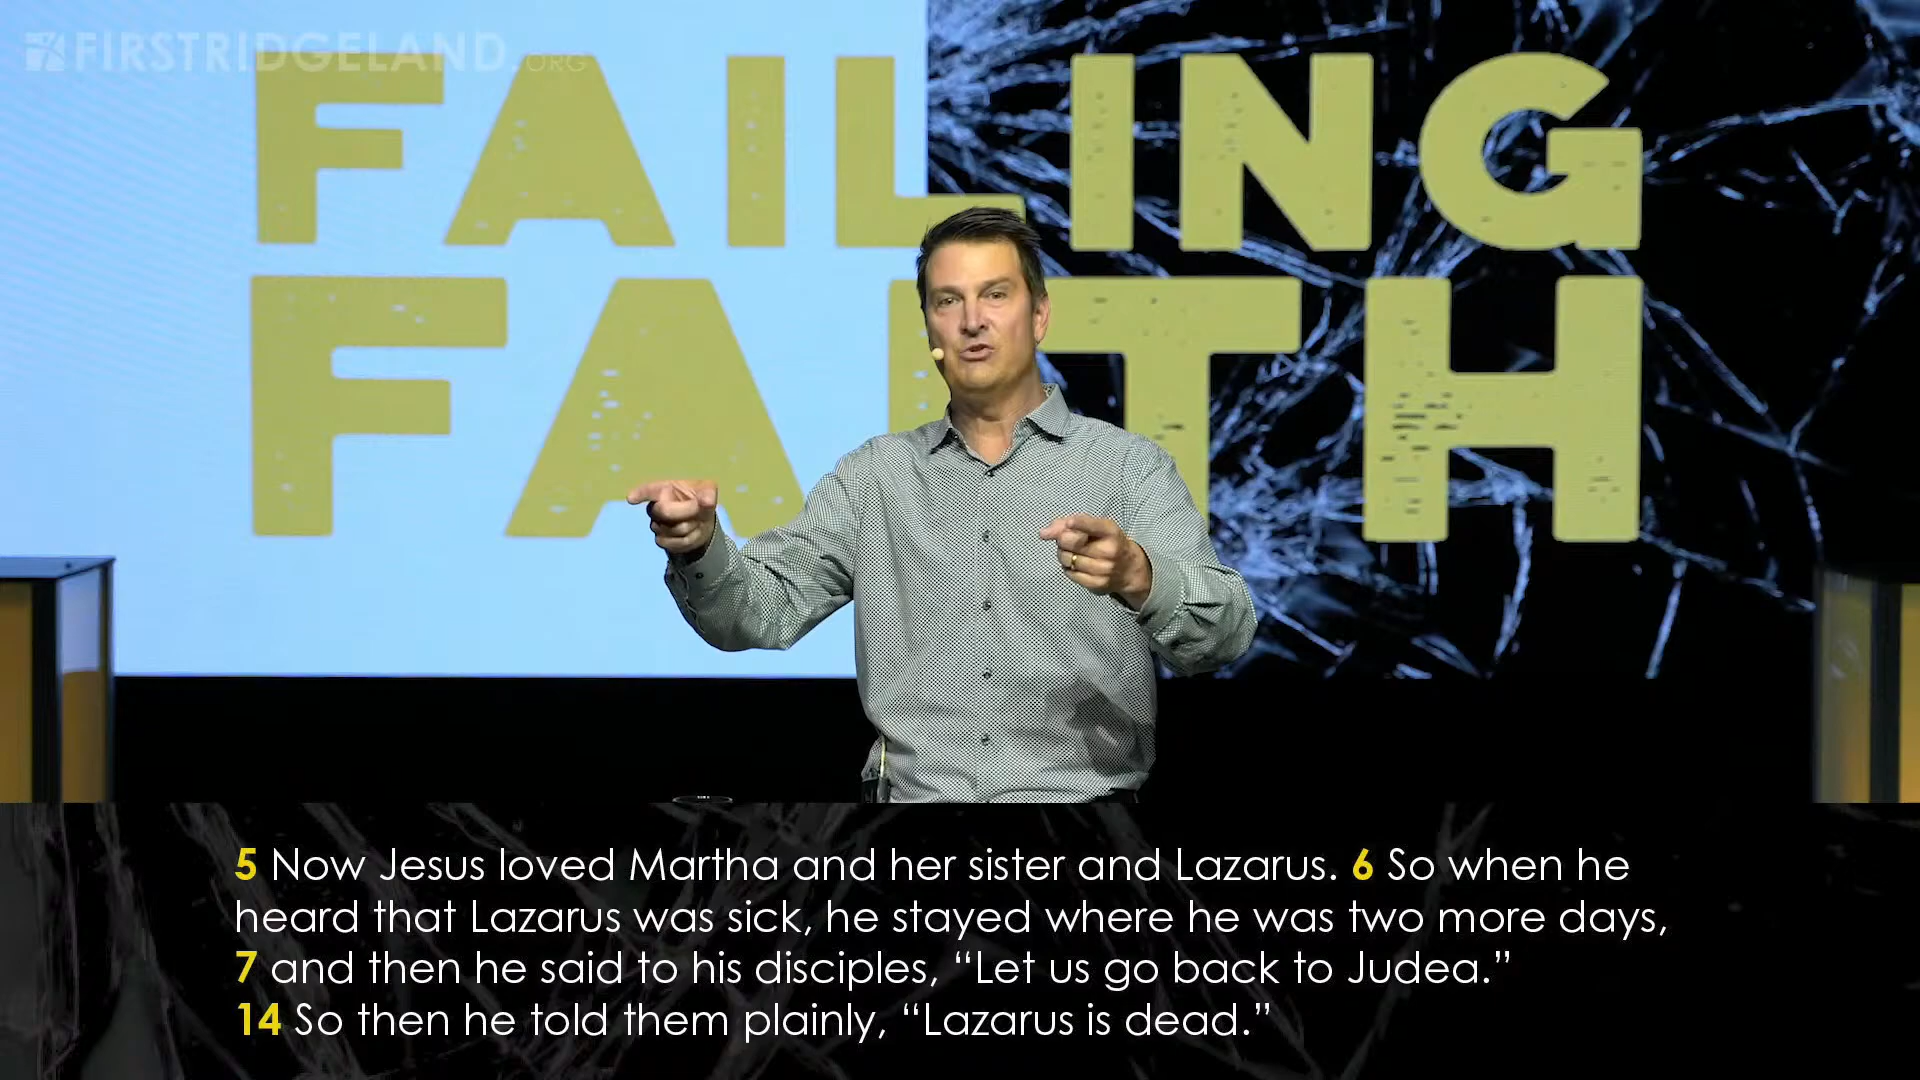 FIRSTRIDGELAND.ORG
FAILING
FAITH
5 Now Jesus loved Martha and her sister and Lazarus. 6 So when he
heard that Lazarus was sick, he stayed where he was two more days,
7 and then he said to his disciples, “Let us go back to Judea.”
14 So then he told them plainly, “Lazarus is dead.”